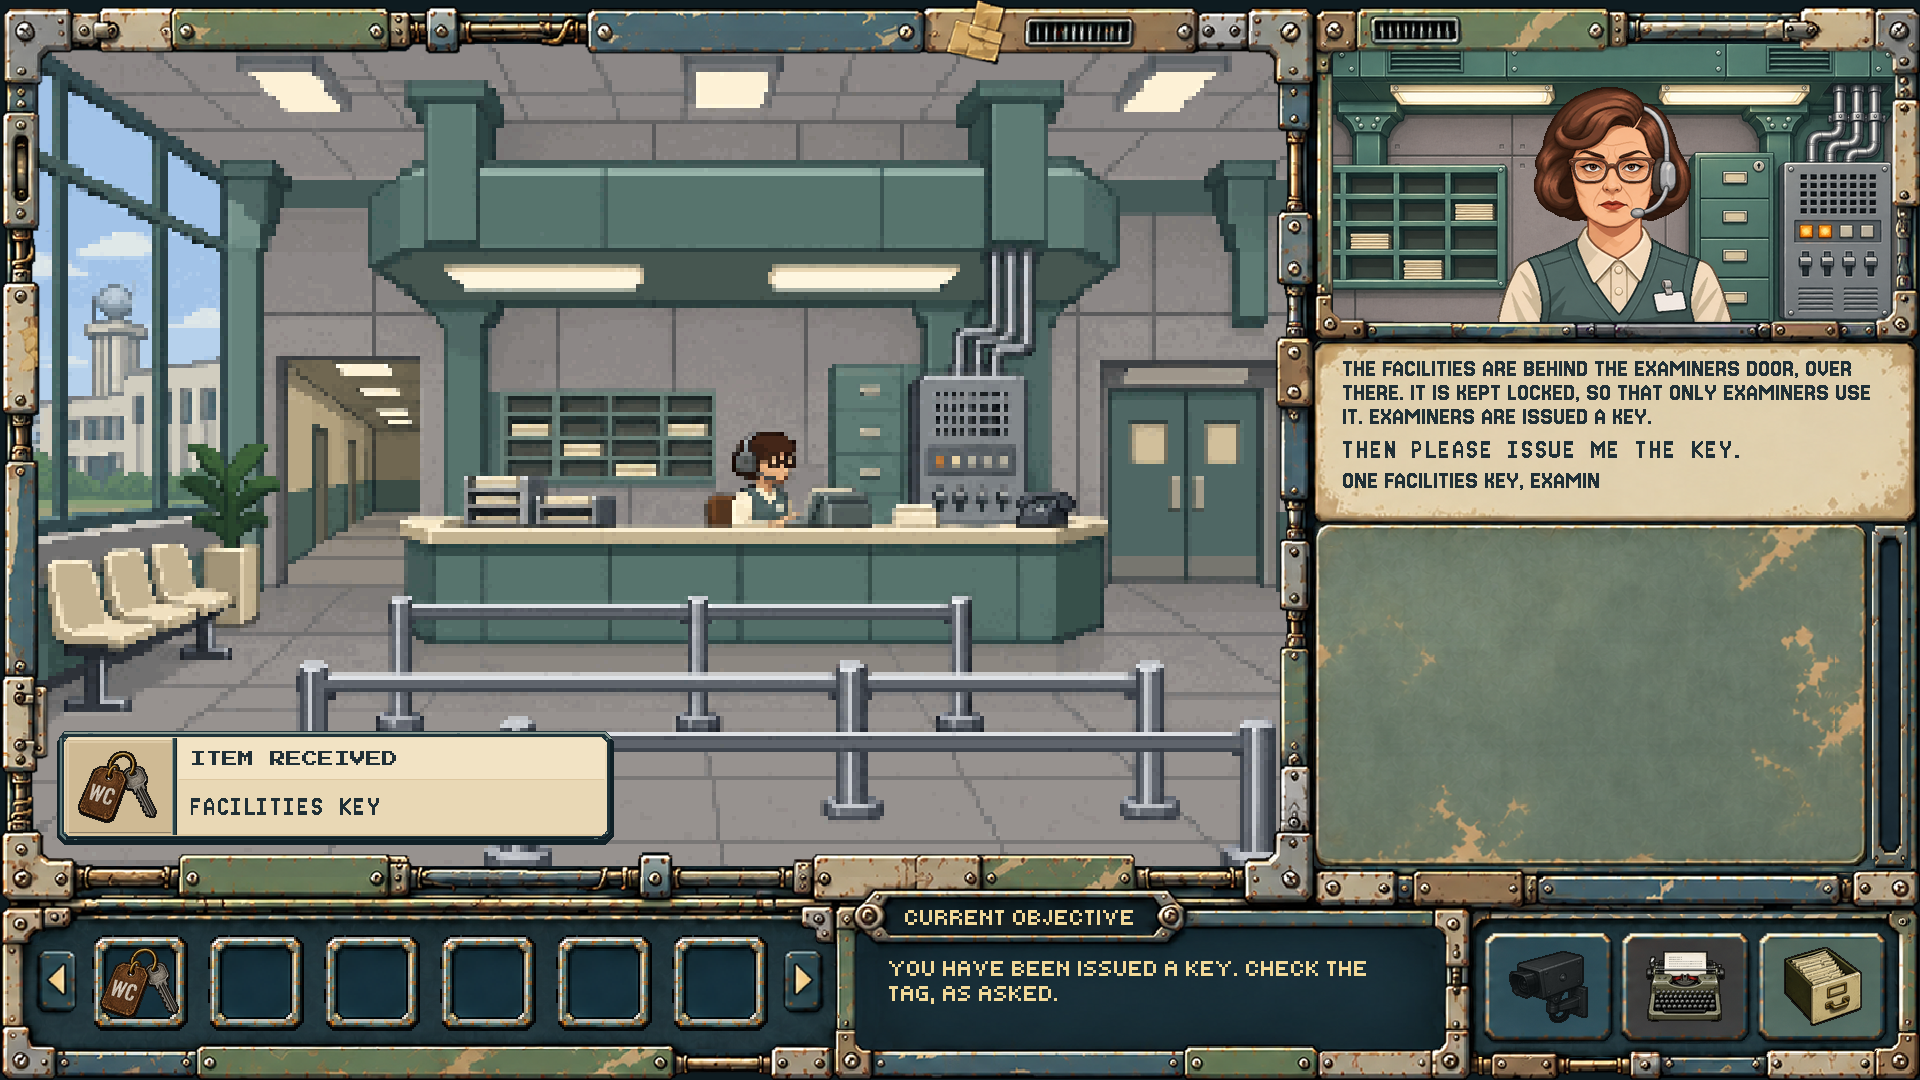 THE FACILITIES ARE BEHIND THE EXAMINERS DOOR, OVER
THERE. IT IS KEPT LOCKED, SO THAT ONLY EXAMINERS USE
IT. EXAMINERS ARE ISSUED A KEY.
THEN PLEASE ISSUE ME THE KEY.
ONE FACILITIES KEY, EXAMIN
WC
ITEM RECEIVED
FACILITIES KEY
WC
CURRENT OBJECTIVE
YOU HAVE BEEN ISSUED A KEY. CHECK THE
TAG, AS ASKED.